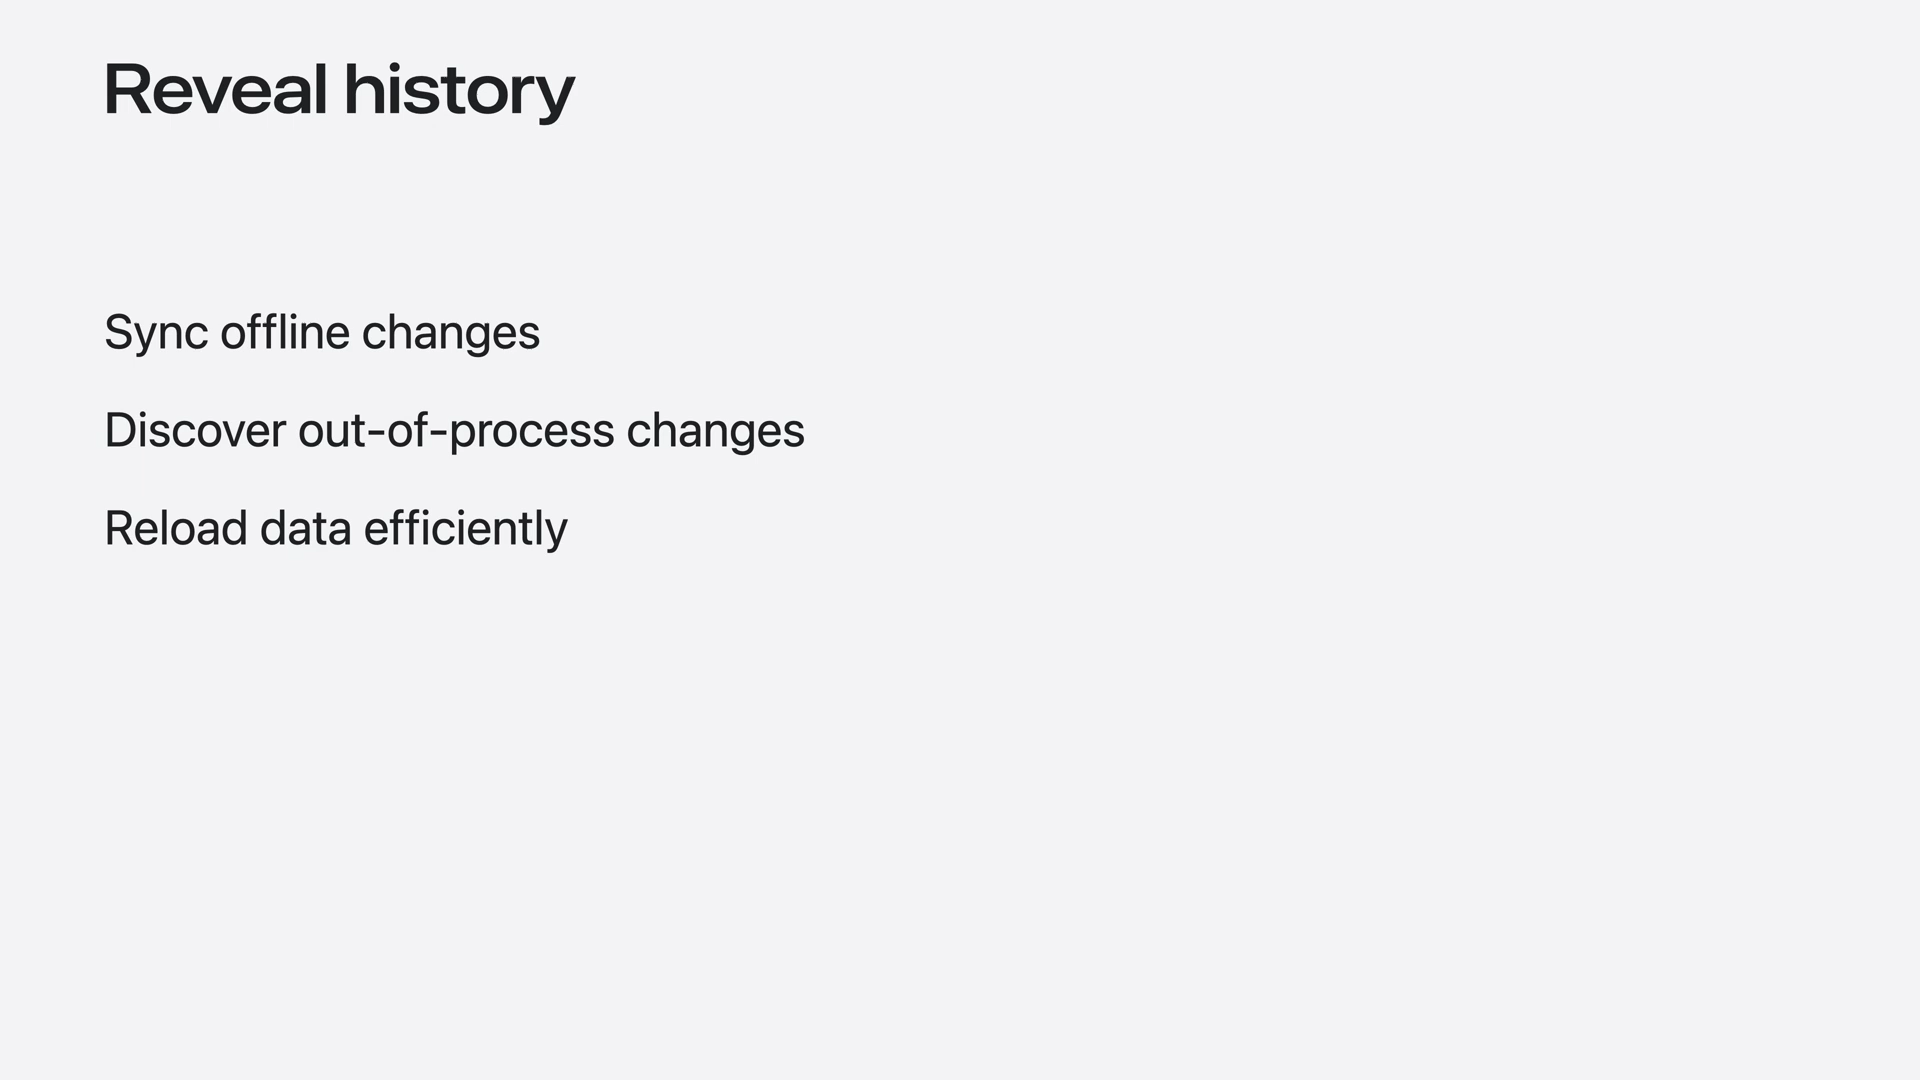 Reveal history
Sync offline changes
Discover out-of-process changes
Reload data efficiently